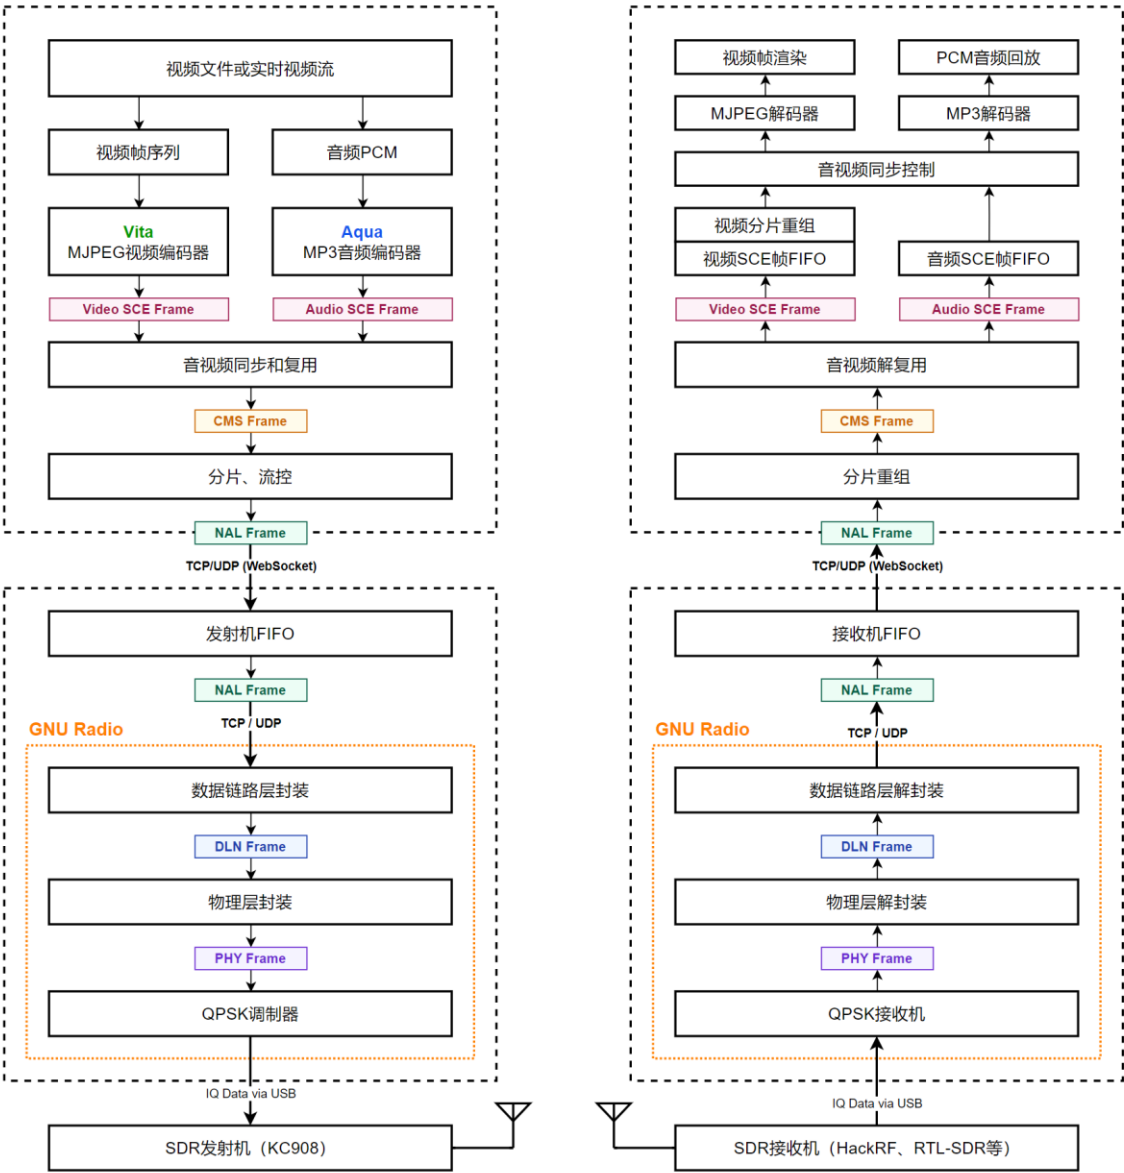 视频文件或实时视频流
视频帧序列
音频PCM
Vita
MJPEG视频编码器
Aqua
MP3音频编码器
Video SCE Frame
Audio SCE Frame
音视频同步和复用
CMS Frame
分片、流控
NAL Frame
TCP/UDP (WebSocket)
发射机FIFO
NAL Frame
TCP / UDP
GNU Radio
数据链路层封装
DLN Frame
物理层封装
PHY Frame
QPSK调制器
IQ Data via USB
SDR发射机（KC908）
视频帧渲染
PCM音频回放
MJPEG解码器
MP3解码器
音视频同步控制
视频分片重组
视频SCE帧FIFO
音频SCE帧FIFO
Video SCE Frame
Audio SCE Frame
音视频解复用
CMS Frame
分片重组
NAL Frame
TCP/UDP (WebSocket)
接收机FIFO
NAL Frame
TCP / UDP
GNU Radio
数据链路层解封装
DLN Frame
物理层解封装
PHY Frame
QPSK接收机
IQ Data via USB
SDR接收机（HackRF、RTL-SDR等）